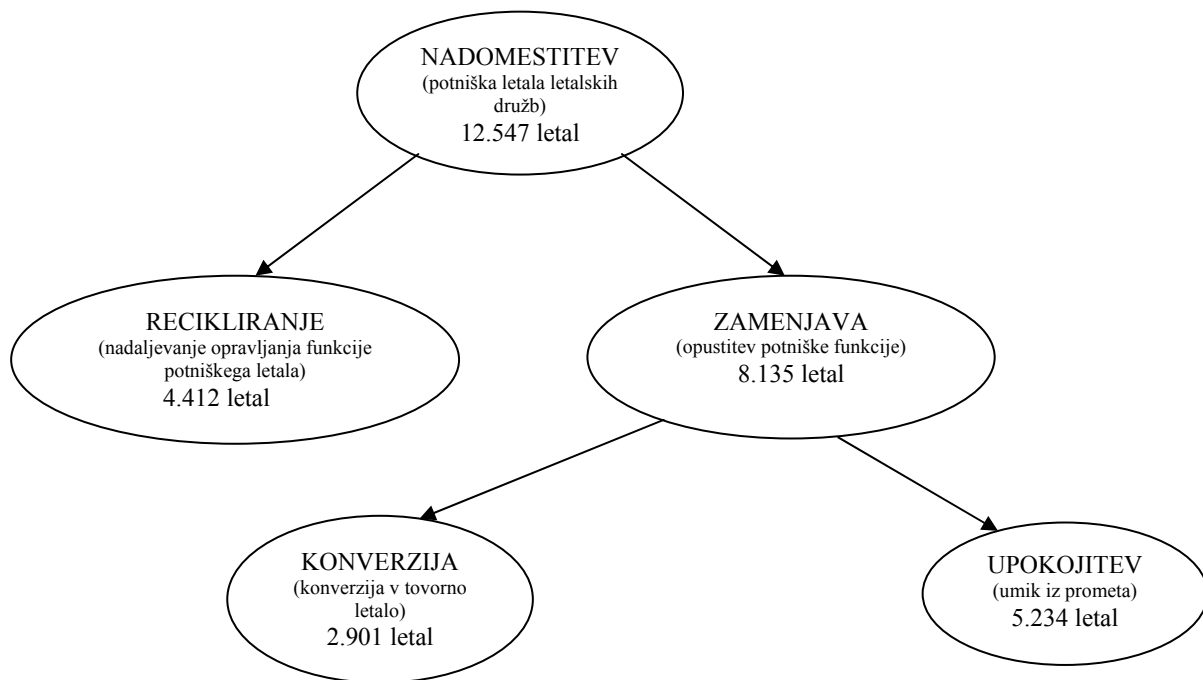 NADOMESTITEV
(potniška letala letalskih
družb)
12.547 letal
RECIKLIRANJE
(nadaljevanje opravljanja funkcije
potniškega letala)
4.412 letal
ZAMENJAVA
(opustitev potniške funkcije)
8.135 letal
KONVERZIJA
(konverzija v tovorno
letalo)
2.901 letal
UPOKOJITEV
(umik iz prometa)
5.234 letal